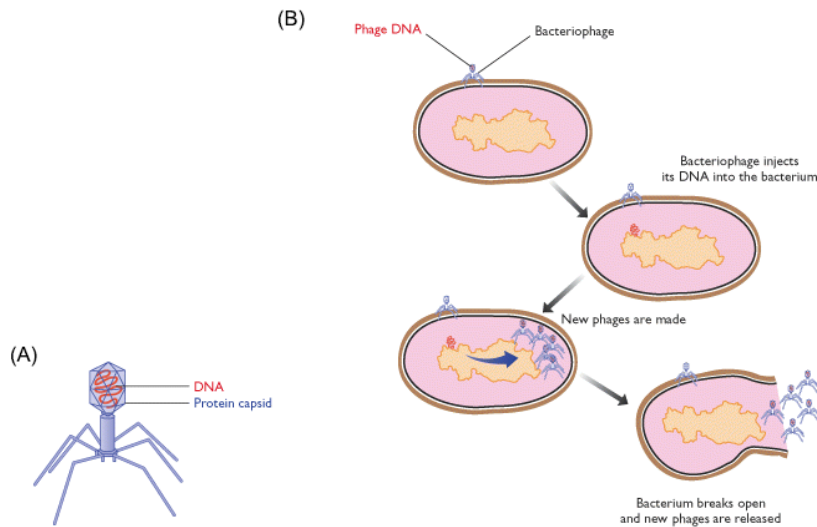 (B)
Phage DNA
Bacteriophage
Bacteriophage injects
its DNA into the bacterium
New phages are made
(A)
DNA
Protein capsid
Bacterium breaks open
and new phages are released